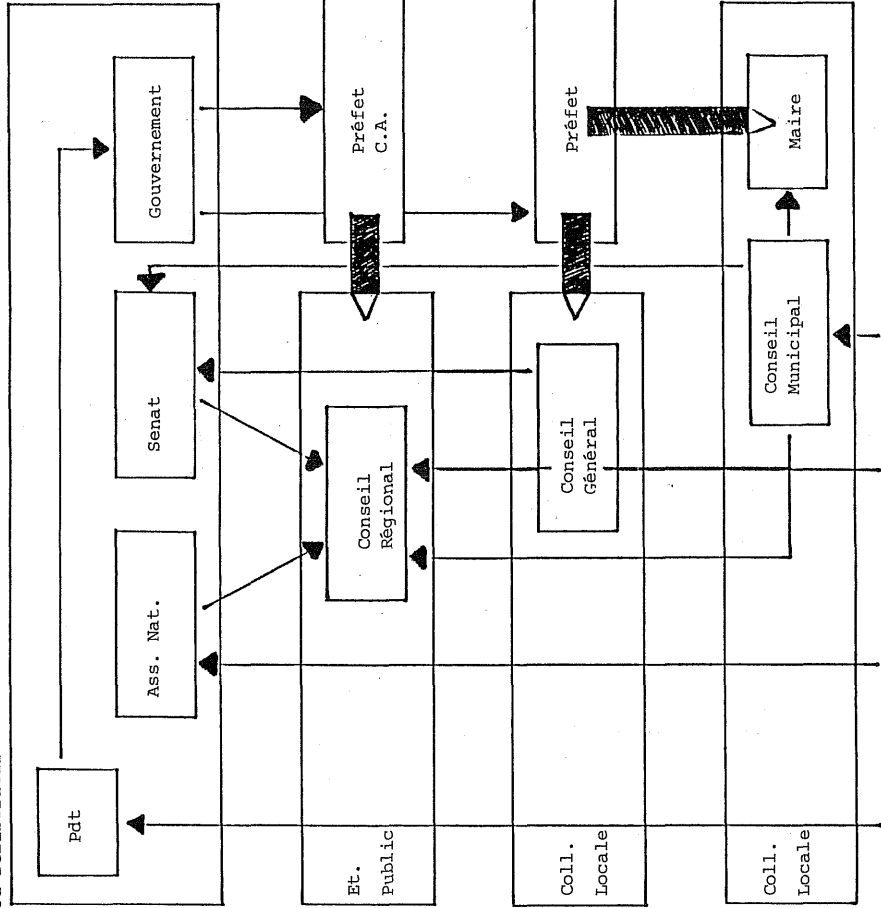 Pdt
Ass. Nat.
Senat
Gouvernement
Et.
Public
Conseil
Régional
Préfet
C.A.
Coll.
Locale
Conseil
Général
Préfet
Coll.
Locale
Conseil
Municipal
Maire